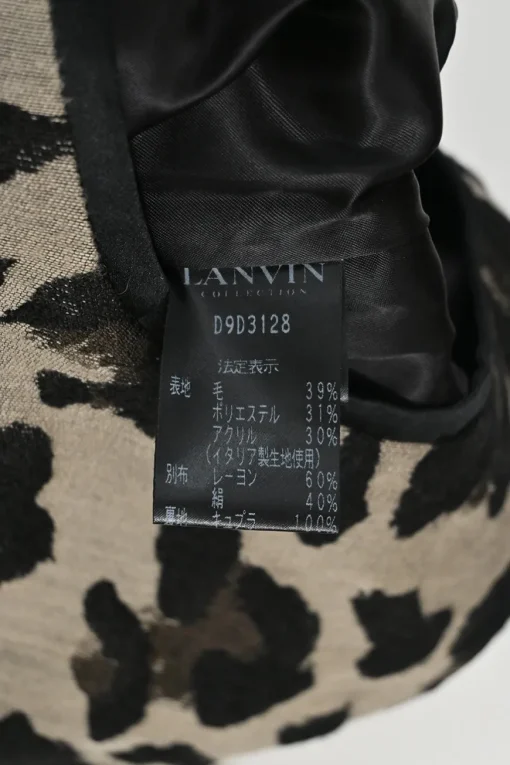 LANVIN
COLLECTION
D9D3128
法定表示
表地 毛 39%
ポリエステル 31%
アクリル 30%
(イタリア製生地使用)
別布 レーヨン 60%
絹 40%
裏地 キュプラ 100%